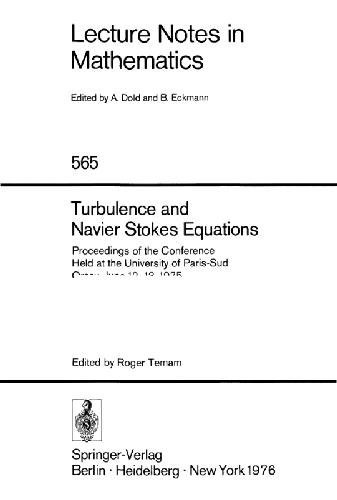 Lecture Notes in
Mathematics
Edited by A. Dold and B. Eckmann
565
Turbulence and
Navier Stokes Equations
Proceedings of the Conference
Held at the University of Paris-Sud
Edited by Roger Temam
Springer-Verlag
Berlin · Heidelberg · New York 1976